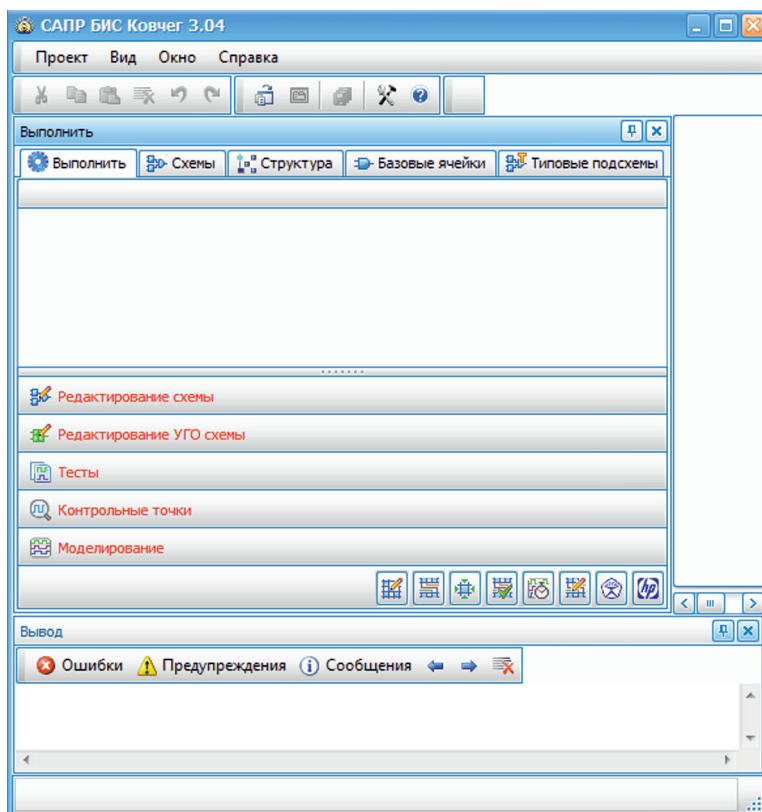 САПР БИС Ковчег 3.04
Проект Вид Окно Справка
Выполнить
Выполнить Схемы Структура Базовые ячейки Типовые подсхемы
Редактирование схемы
Редактирование УГО схемы
Тесты
Контрольные точки
Моделирование
hp
Вывод
Ошибки Предупреждения Сообщения